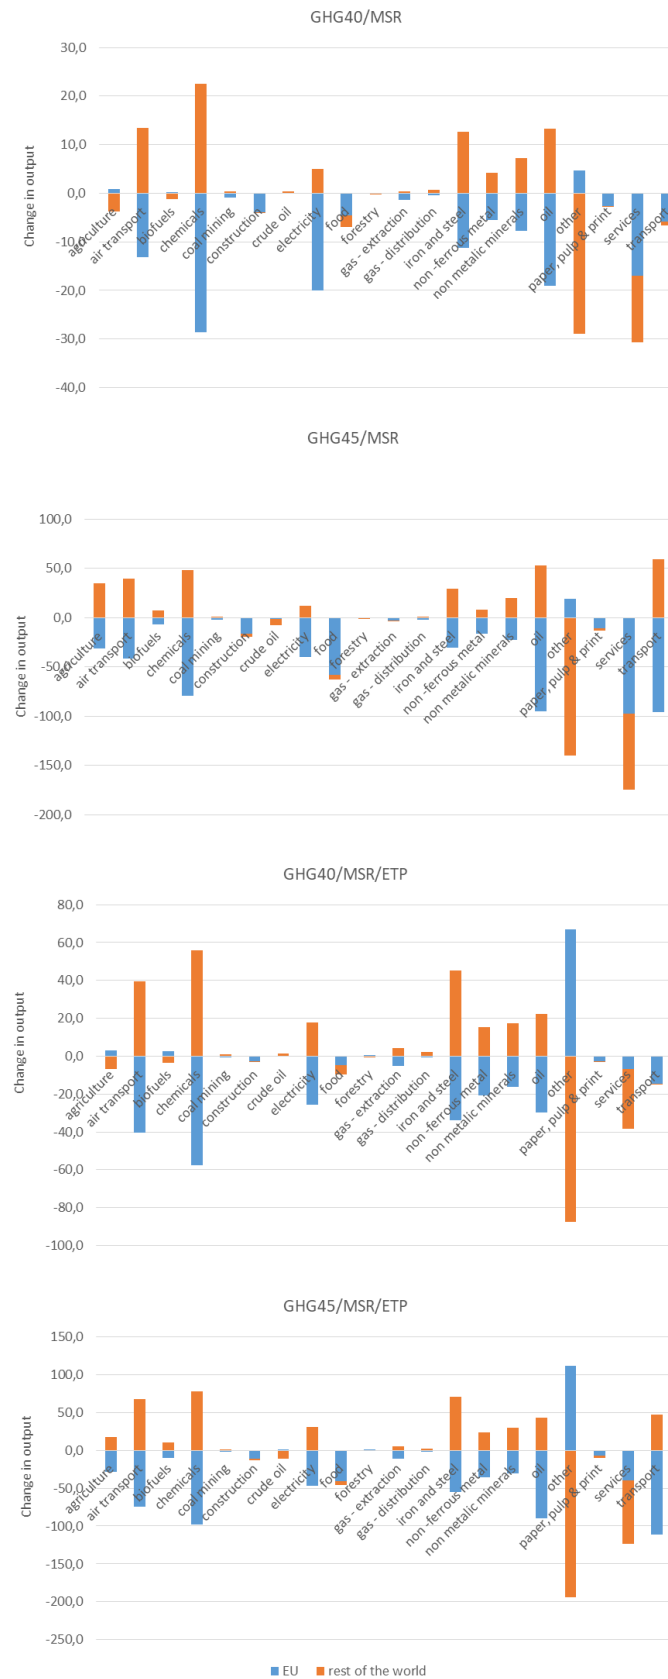 GHG40/MSR
30,0
20,0
10,0
0,0
-10,0
-20,0
-30,0
-40,0
Change in output
agriculture
air transport
biofuels
chemicals
coal mining
construction
crude oil
electricity
food
forestry
gas - extraction
gas - distribution
iron and steel
non -ferrous metal
non metalic minerals
oil
other
paper, pulp & print
services
transport
GHG45/MSR
100,0
50,0
0,0
-50,0
-100,0
-150,0
-200,0
Change in output
agriculture
air transport
biofuels
chemicals
coal mining
construction
crude oil
electricity
food
forestry
gas - extraction
gas - distribution
iron and steel
non -ferrous metal
non metalic minerals
oil
other
paper, pulp & print
services
transport
GHG40/MSR/ETP
80,0
60,0
40,0
20,0
0,0
-20,0
-40,0
-60,0
-80,0
-100,0
Change in output
agriculture
air transport
biofuels
chemicals
coal mining
construction
crude oil
electricity
food
forestry
gas - extraction
gas - distribution
iron and steel
non -ferrous metal
non metalic minerals
oil
other
paper, pulp & print
services
transport
GHG45/MSR/ETP
150,0
100,0
50,0
0,0
-50,0
-100,0
-150,0
-200,0
-250,0
Change in output
agriculture
air transport
biofuels
chemicals
coal mining
construction
crude oil
electricity
food
forestry
gas - extraction
gas - distribution
iron and steel
non -ferrous metal
non metalic minerals
oil
other
paper, pulp & print
services
transport
EU rest of the world